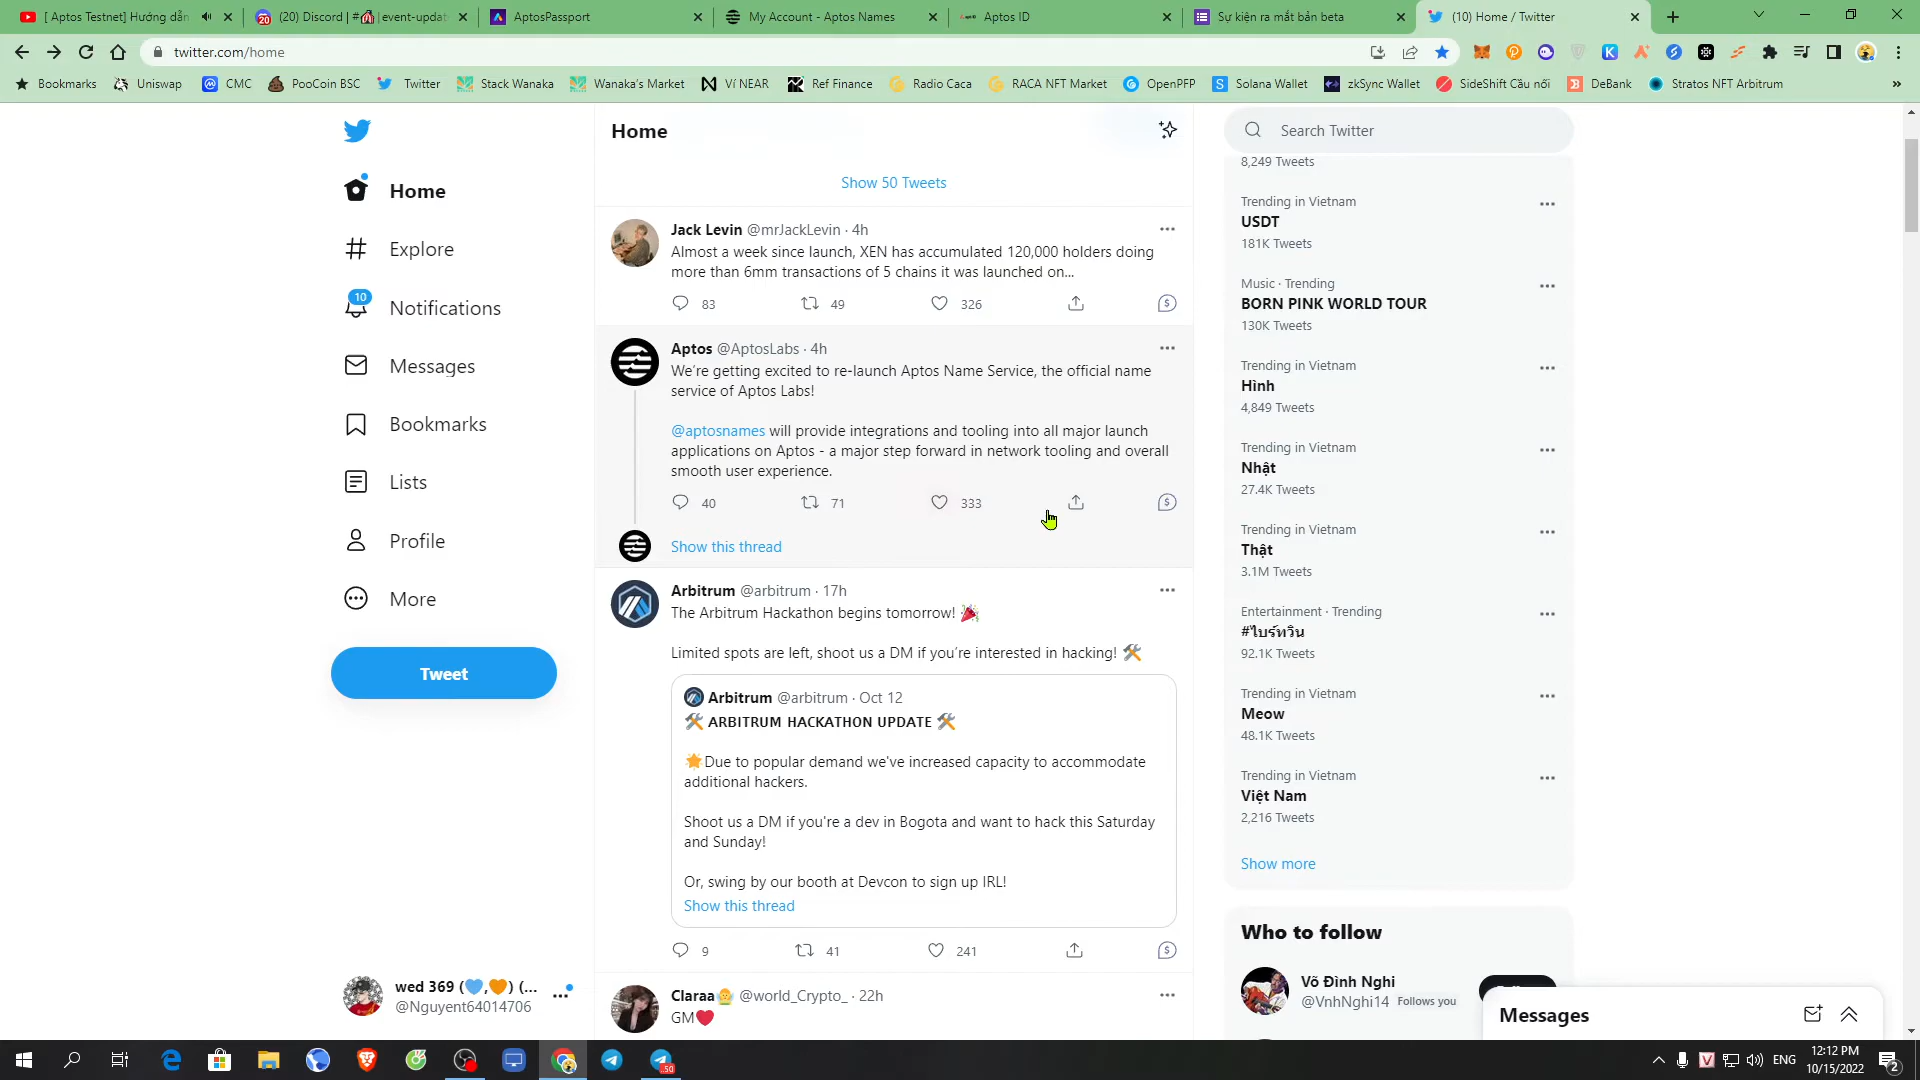 [ Aptos Testnet] Hướng dẫn
(20) Discord | #
event-updat
AptosPassport
My Account - Aptos Names
Aptos ID
Sự kiện ra mắt bản beta
(10) Home / Twitter
twitter.com/home
Bookmarks
Uniswap
CMC
PooCoin BSC
Twitter
Stack Wanaka
Wanaka's Market
Ví NEAR
Ref Finance
Radio Caca
RACA NFT Market
OpenPFP
Solana Wallet
zkSync Wallet
SideShift Cầu nối
DeBank
Stratos NFT Arbitrum
»
Home
Explore
10
Notifications
Messages
Bookmarks
Lists
Profile
More
Tweet
wed 369 (🩵,🧡) (...
@Nguyent64014706
Home
Show 50 Tweets
Jack Levin @mrJackLevin · 4h
Almost a week since launch, XEN has accumulated 120,000 holders doing
more than 6mm transactions of 5 chains it was launched on...
83 49 326
Aptos @AptosLabs · 4h
We're getting excited to re-launch Aptos Name Service, the official name
service of Aptos Labs!
@aptosnames will provide integrations and tooling into all major launch
applications on Aptos - a major step forward in network tooling and overall
smooth user experience.
40 71 333
Show this thread
Arbitrum @arbitrum · 17h
The Arbitrum Hackathon begins tomorrow! 🎉
Limited spots are left, shoot us a DM if you're interested in hacking! 🛠️
Arbitrum @arbitrum · Oct 12
🛠️ ARBITRUM HACKATHON UPDATE 🛠️
🌟Due to popular demand we've increased capacity to accommodate
additional hackers.
Shoot us a DM if you're a dev in Bogota and want to hack this Saturday
and Sunday!
Or, swing by our booth at Devcon to sign up IRL!
Show this thread
9 41 241
Claraa @world_Crypto_ · 22h
GM❤️
Search Twitter
8,249 Tweets
Trending in Vietnam
USDT
181K Tweets
Music · Trending
BORN PINK WORLD TOUR
130K Tweets
Trending in Vietnam
Hình
4,849 Tweets
Trending in Vietnam
Nhật
27.4K Tweets
Trending in Vietnam
Thật
3.1M Tweets
Entertainment · Trending
#ไบร์ทวิน
92.1K Tweets
Trending in Vietnam
Meow
48.1K Tweets
Trending in Vietnam
Việt Nam
2,216 Tweets
Show more
Who to follow
Võ Đình Nghi
@VnhNghi14 Follows you
Messages
50
ENG
12:12 PM
10/15/2022
2